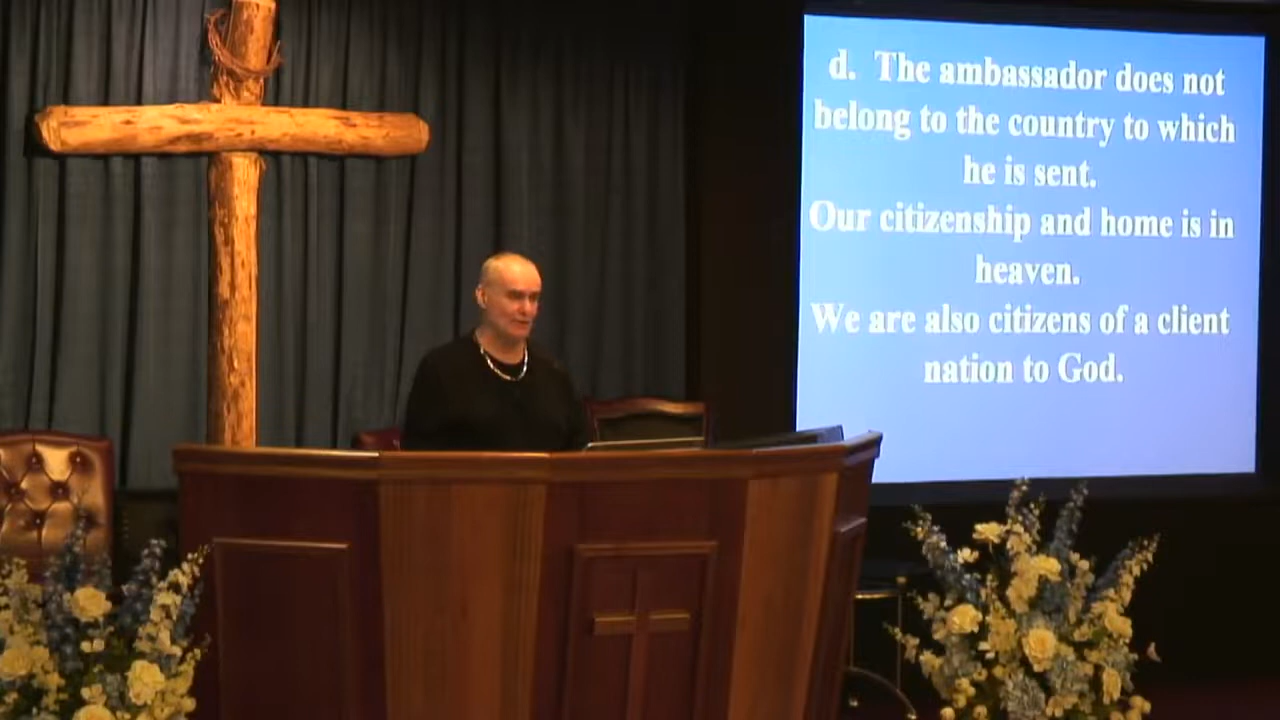 d. The ambassador does not
belong to the country to which
he is sent.
Our citizenship and home is in
heaven.
We are also citizens of a client
nation to God.